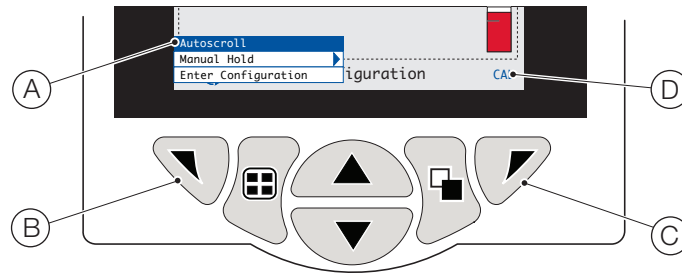 Autoscroll
Manual Hold
Enter Configuration
iguration
CA
A
D
B
C